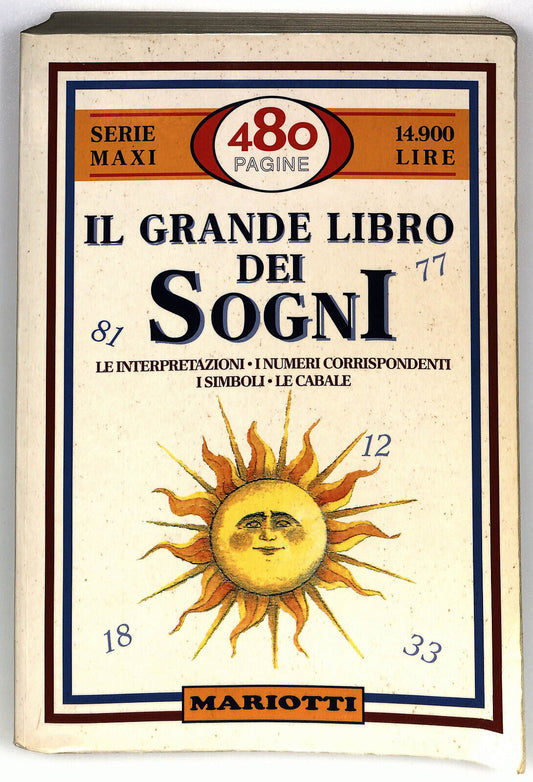 SERIE
MAXI
480
PAGINE
14.900
LIRE
IL GRANDE LIBRO
DEI
SOGNI
77
81
LE INTERPRETAZIONI • I NUMERI CORRISPONDENTI
I SIMBOLI • LE CABALE
12
18
33
MARIOTTI